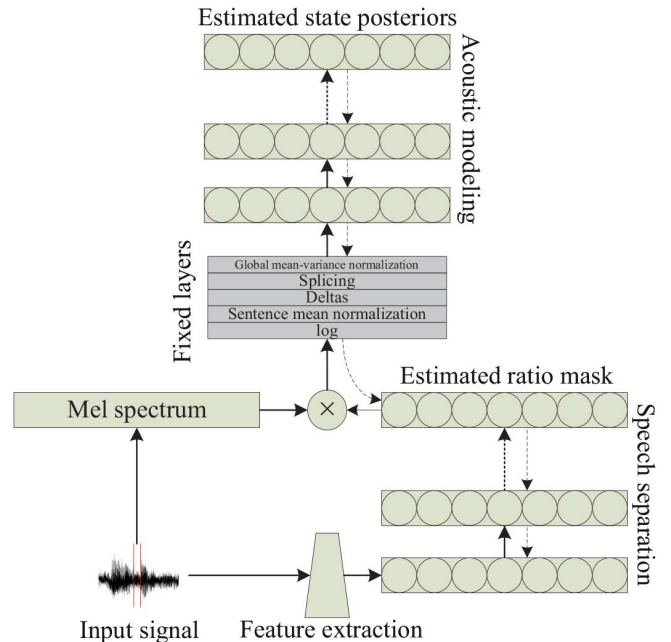 Estimated state posteriors
Acoustic modeling
Fixed layers
Global mean-variance normalization
Splicing
Deltas
Sentence mean normalization
log
Estimated ratio mask
Mel spectrum
×
Speech separation
Input signal
Feature extraction